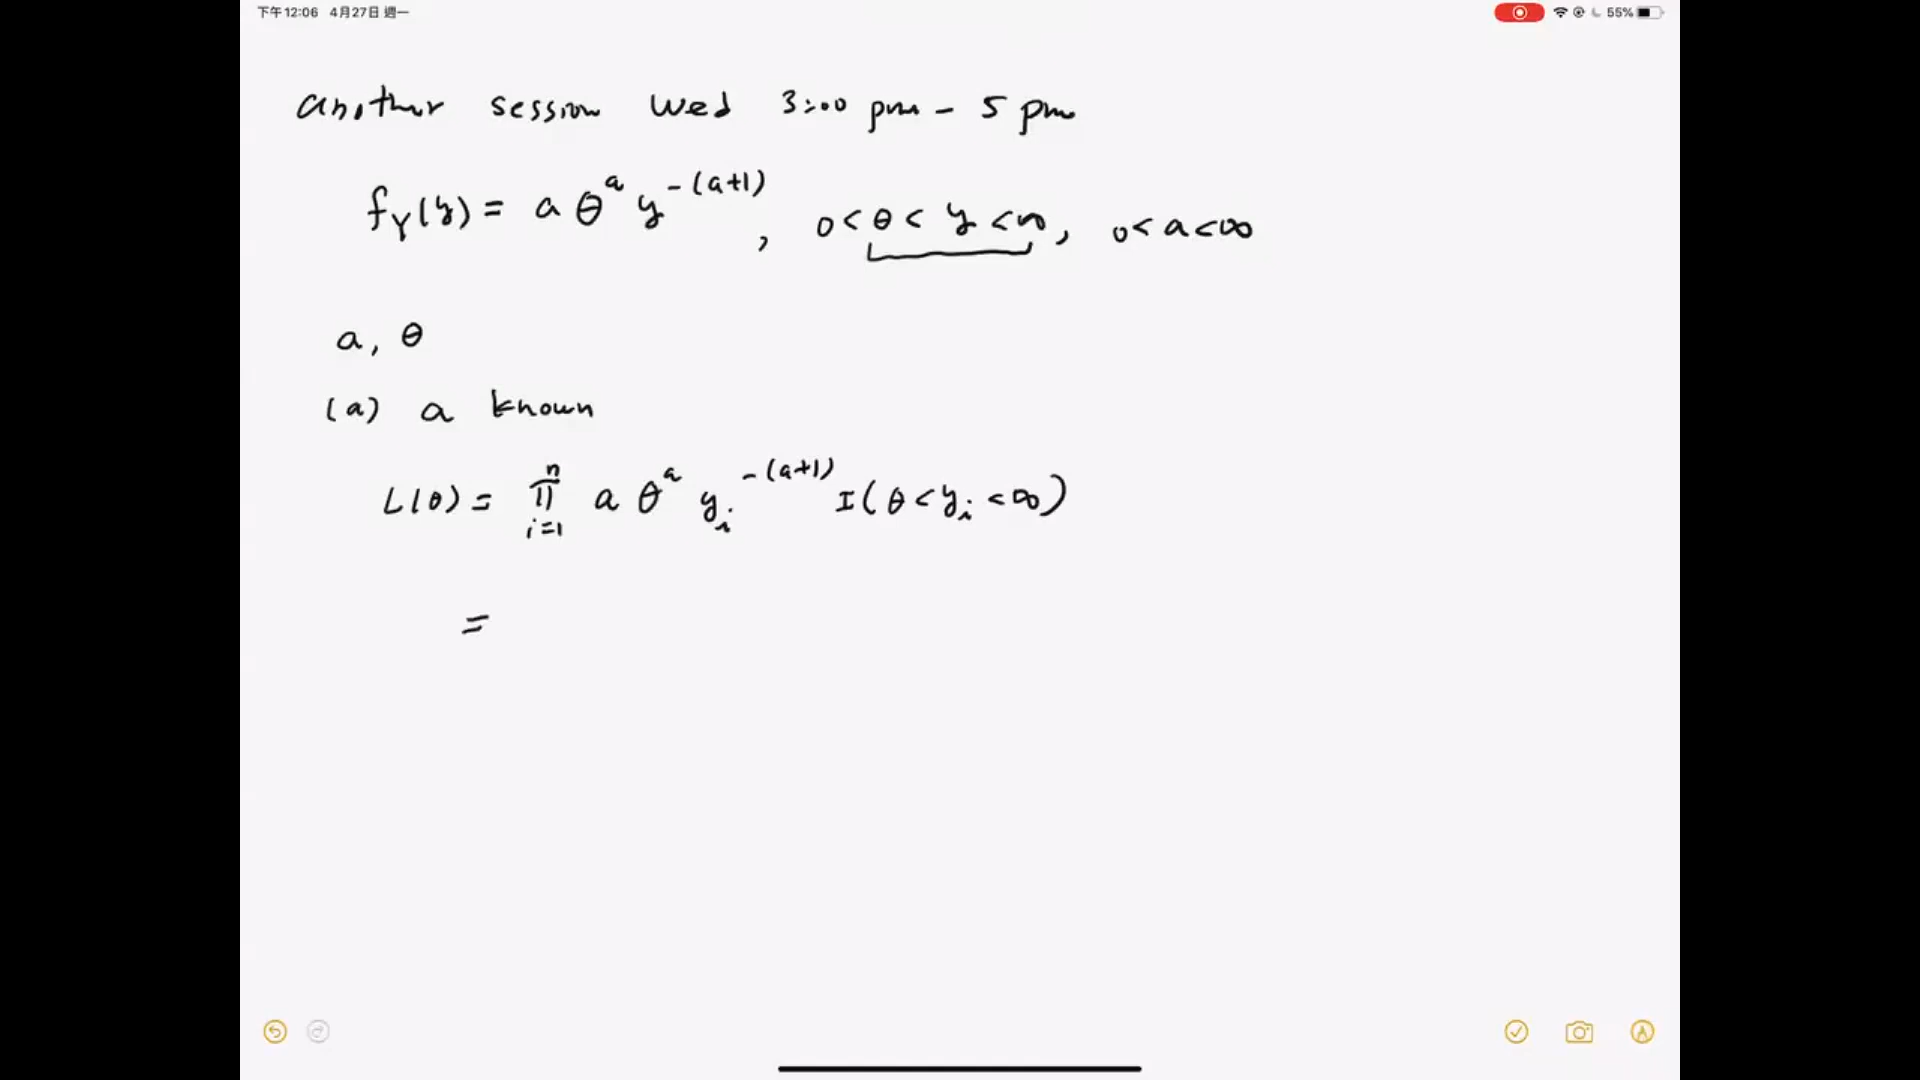 下午12:06 4月27日 週一 55%
another session wed 3:00 pm - 5 pm
f_Y(y) = a θ^a y^{-(a+1)}, 0 < θ < y < ∞, 0 < a < ∞
a, θ
(a) a known
L(θ) = ∏_{i=1}^{n} a θ^a y_i^{-(a+1)} I(θ < y_i < ∞)
=